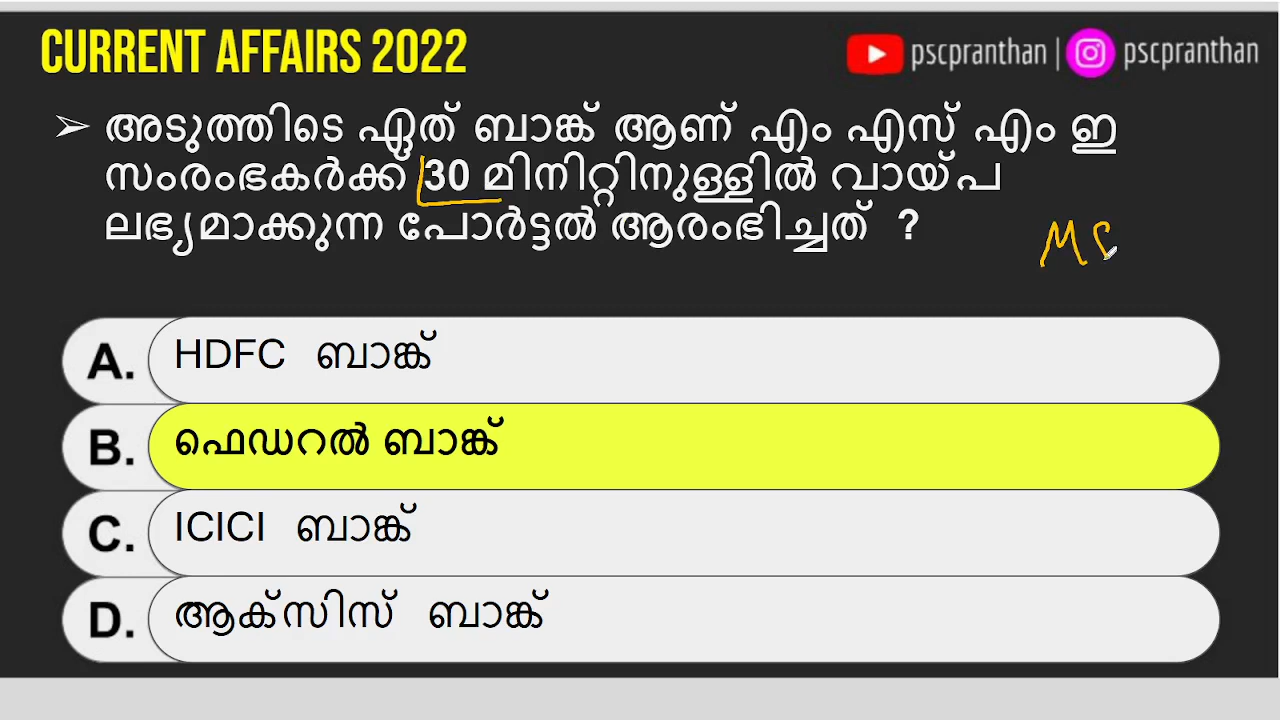 CURRENT AFFAIRS 2022
pscpranthan | pscpranthan
➢ അടുത്തിടെ ഏത് ബാങ്ക് ആണ് എം എസ് എം ഇ
സംരംഭകർക്ക് 30 മിനിറ്റിനുള്ളിൽ വായ്പ
ലഭ്യമാക്കുന്ന പോർട്ടൽ ആരംഭിച്ചത് ?
MS
A. HDFC ബാങ്ക്
B. ഫെഡറൽ ബാങ്ക്
C. ICICI ബാങ്ക്
D. ആക്സിസ് ബാങ്ക്